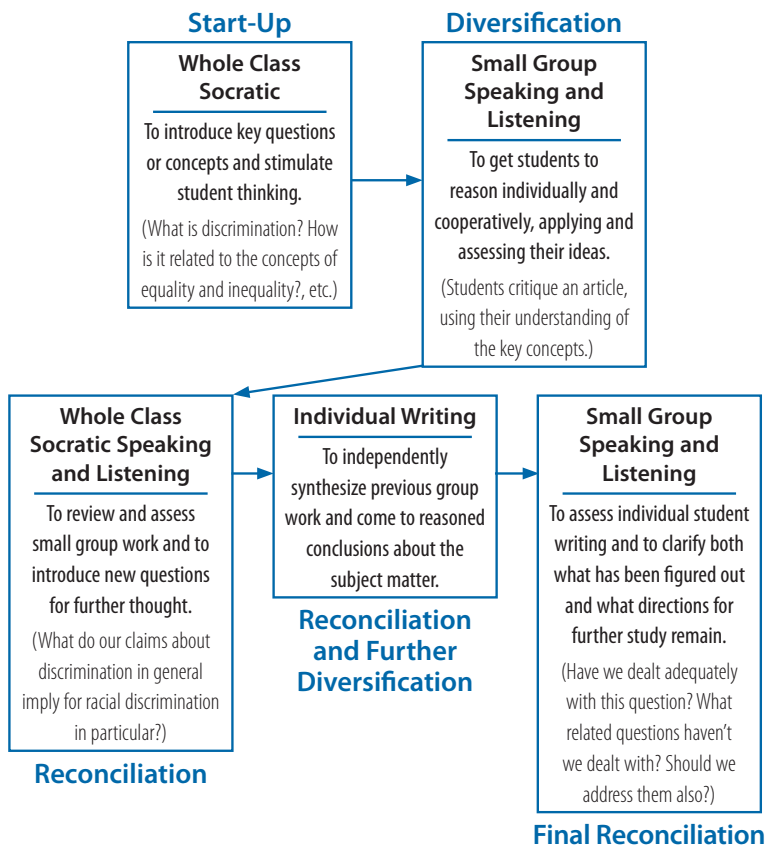 Start-Up
Whole Class
Socratic
To introduce key questions
or concepts and stimulate
student thinking.
(What is discrimination? How
is it related to the concepts of
equality and inequality?, etc.)
Diversification
Small Group
Speaking and
Listening
To get students to
reason individually and
cooperatively, applying and
assessing their ideas.
(Students critique an article,
using their understanding of
the key concepts.)
Whole Class
Socratic Speaking
and Listening
To review and assess
small group work and to
introduce new questions
for further thought.
(What do our claims about
discrimination in general
imply for racial discrimination
in particular?)
Reconciliation
Individual Writing
To independently
synthesize previous group
work and come to reasoned
conclusions about the
subject matter.
Reconciliation
and Further
Diversification
Small Group
Speaking and
Listening
To assess individual student
writing and to clarify both
what has been figured out
and what directions for
further study remain.
(Have we dealt adequately
with this question? What
related questions haven't
we dealt with? Should we
address them also?)
Final Reconciliation